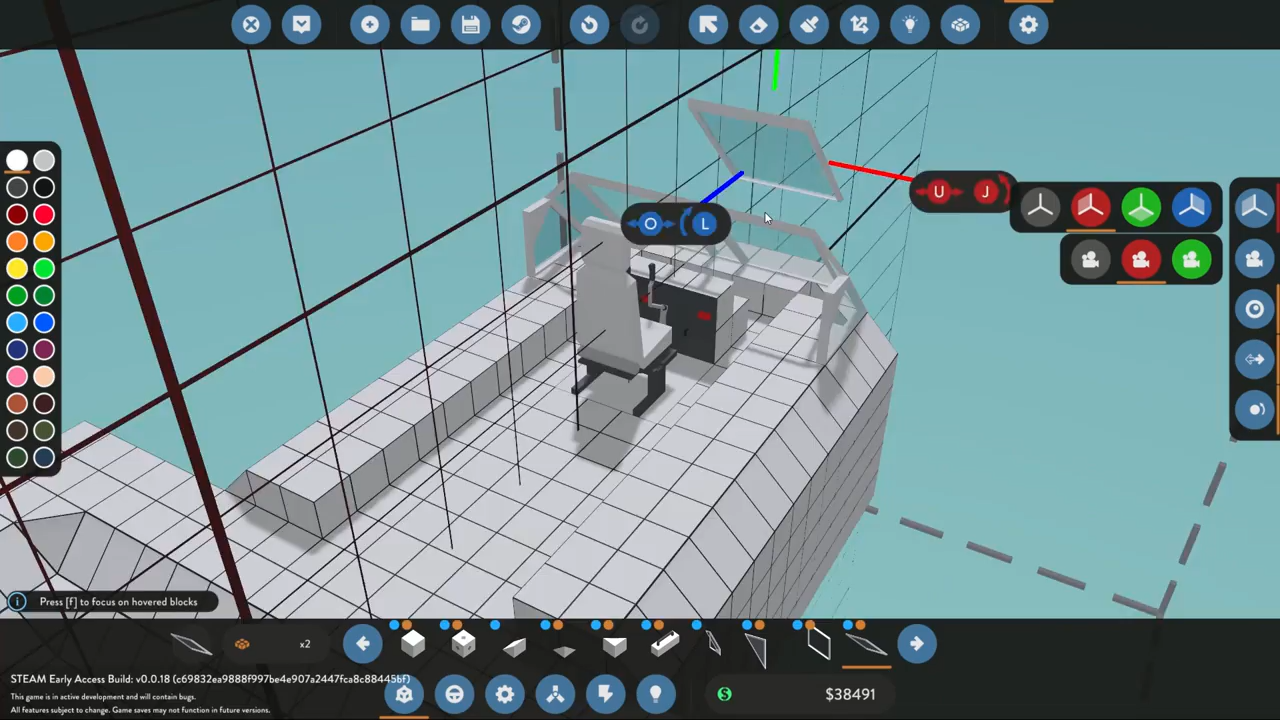 U J
O L
Press [f] to focus on hovered blocks
x2
STEAM Early Access Build: v0.0.18 (c69832ea9888f997be4e907a2447fca8c88445bf)
This game is in active development and will contain bugs.
All features subject to change. Game saves may not function in future versions.
$ $38491